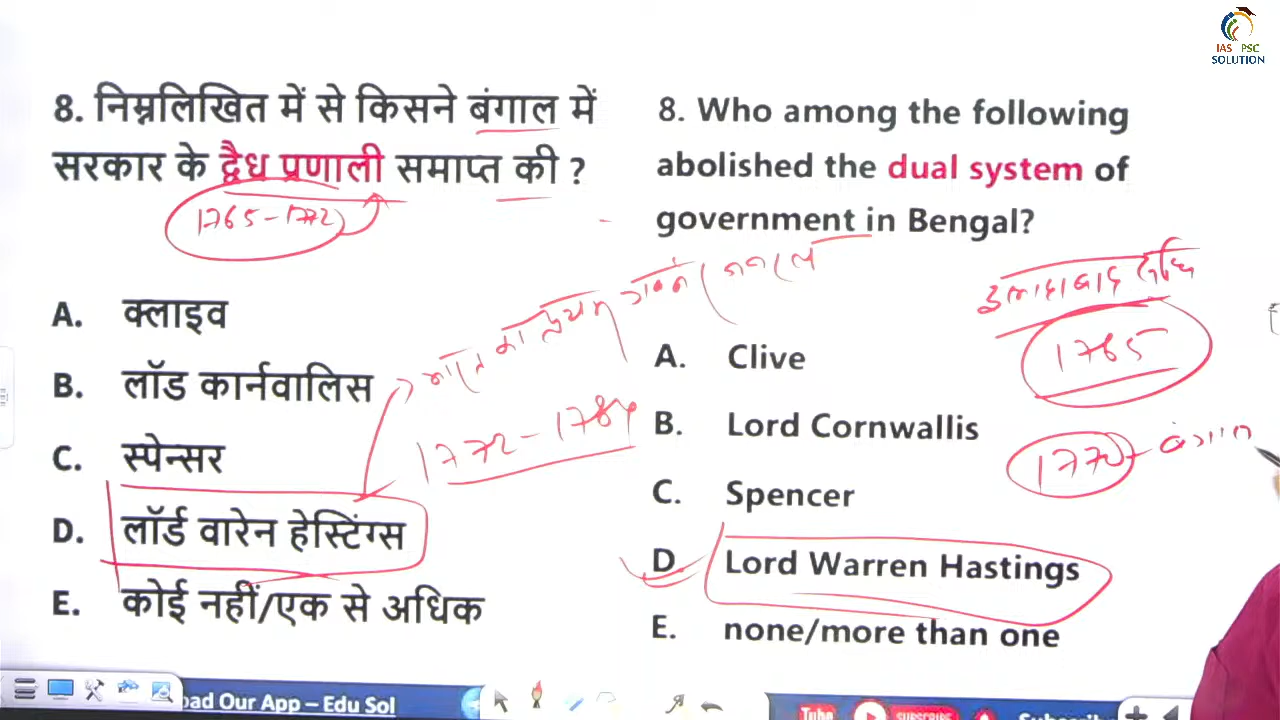 IAS PSC
SOLUTION
8. निम्नलिखित में से किसने बंगाल में
सरकार के द्वैध प्रणाली समाप्त की ?
1765-1772
A. क्लाइव
B. लॉड कार्नवालिस
C. स्पेन्सर
D. लॉर्ड वारेन हेस्टिंग्स
E. कोई नहीं/एक से अधिक
1772-1784
8. Who among the following
abolished the dual system of
government in Bengal?
इलाहाबाद संधि
1765
A. Clive
B. Lord Cornwallis
C. Spencer
D Lord Warren Hastings
E. none/more than one
oad Our App – Edu Sol
SUBSCRIBE